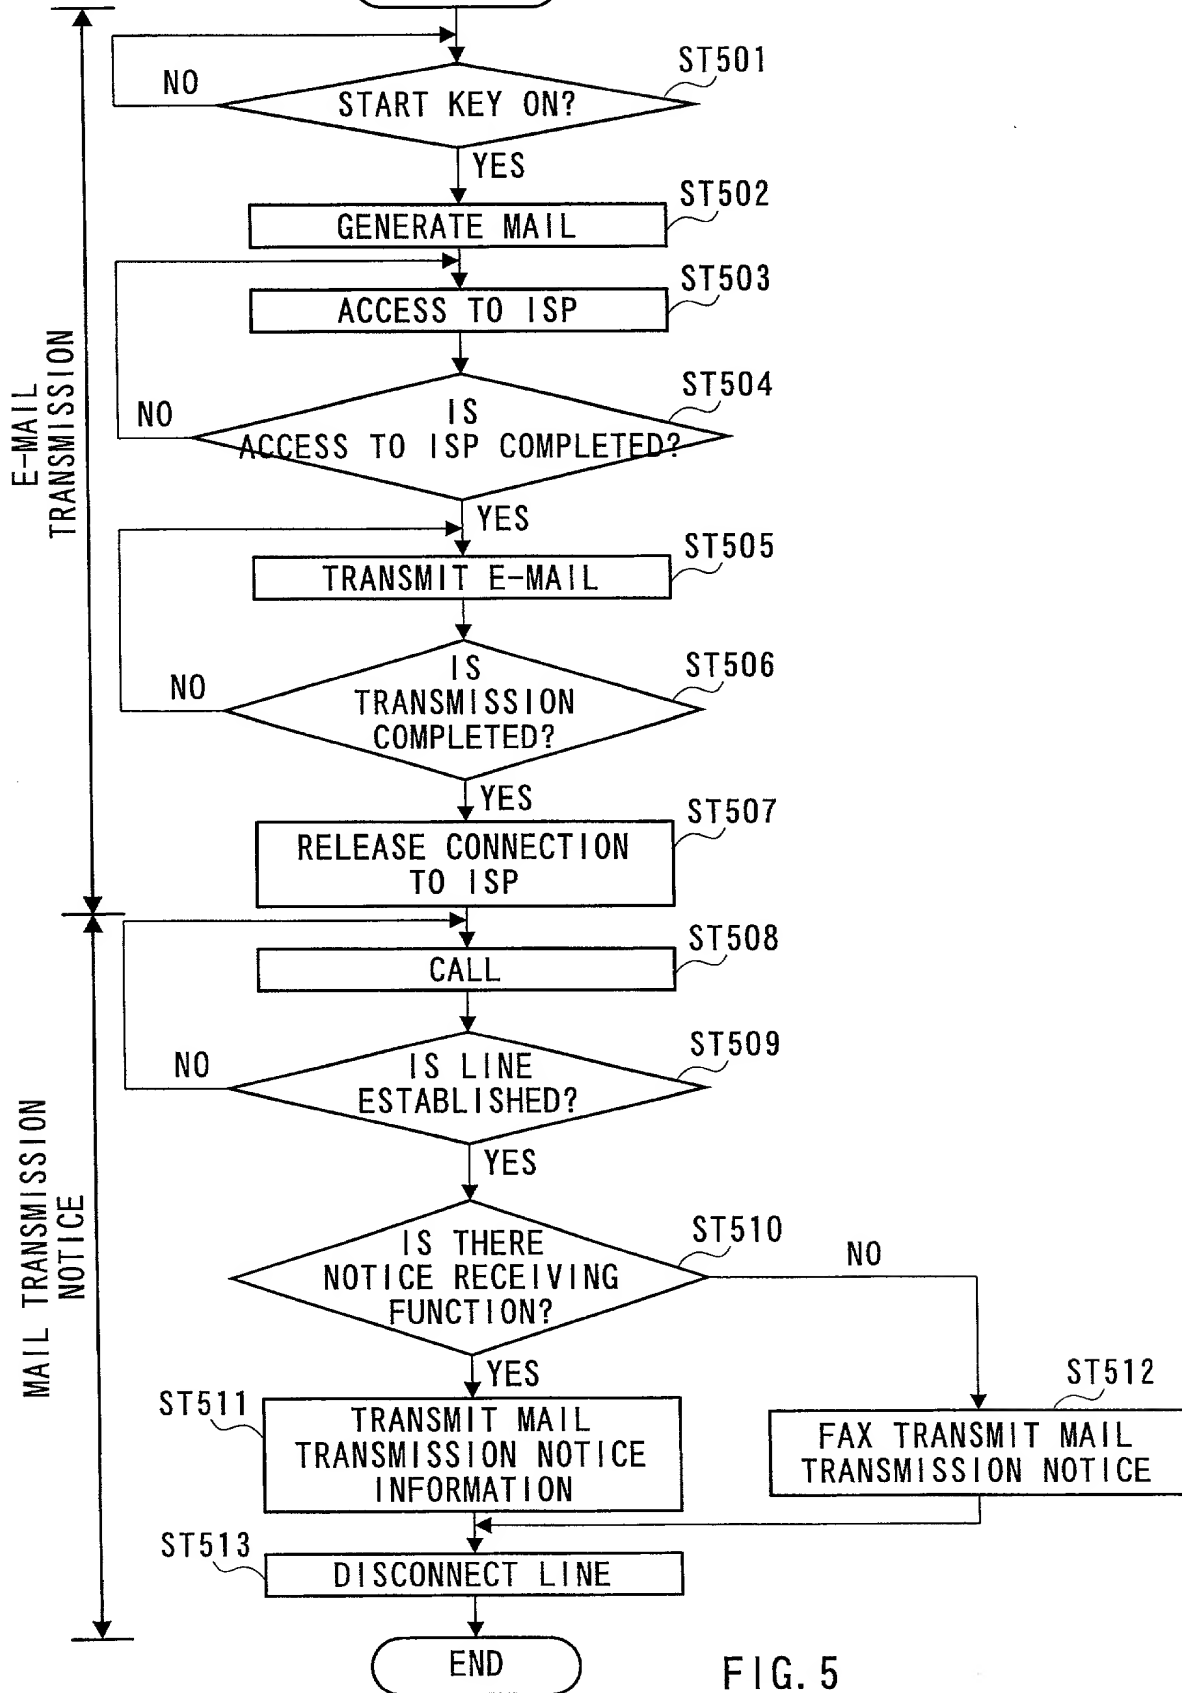 ST501
NO
START KEY ON?
YES
ST502
GENERATE MAIL
ST503
ACCESS TO ISP
ST504
NO
IS
ACCESS TO ISP COMPLETED?
YES
ST505
TRANSMIT E-MAIL
ST506
NO
IS
TRANSMISSION
COMPLETED?
YES
ST507
RELEASE CONNECTION
TO ISP
E-MAIL
TRANSMISSION
ST508
CALL
ST509
NO
IS LINE
ESTABLISHED?
YES
ST510
IS THERE
NOTICE RECEIVING
FUNCTION?
NO
YES
ST511
TRANSMIT MAIL
TRANSMISSION NOTICE
INFORMATION
ST512
FAX TRANSMIT MAIL
TRANSMISSION NOTICE
ST513
DISCONNECT LINE
MAIL TRANSMISSION
NOTICE
END
FIG. 5